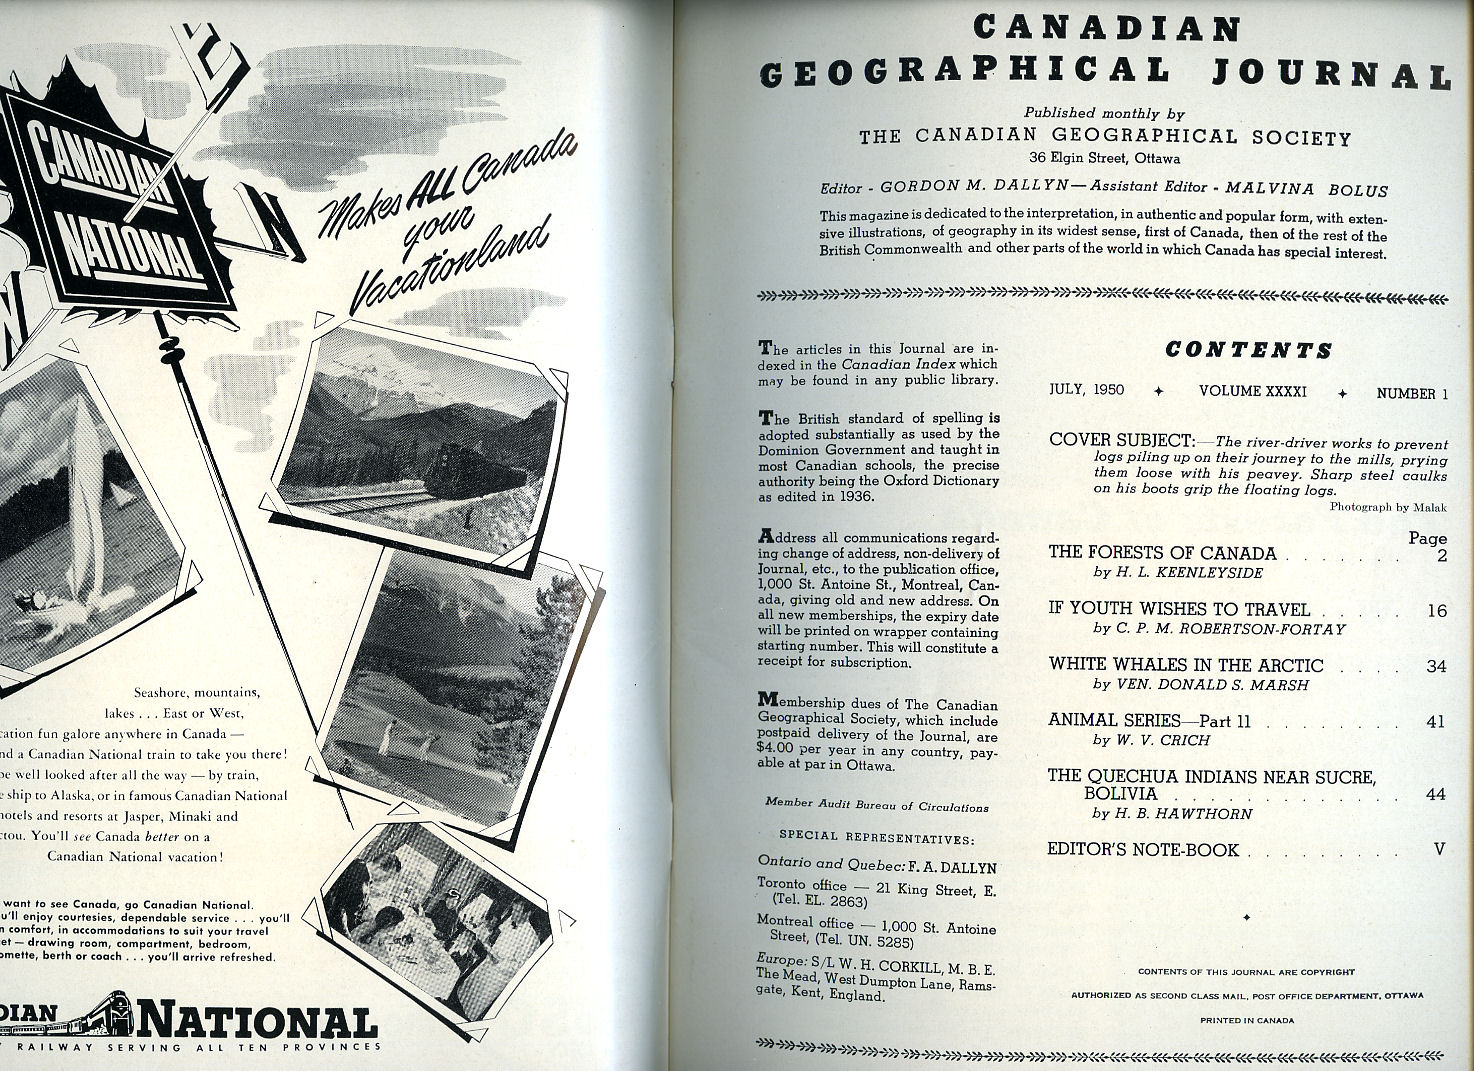 CANADIAN
NATIONAL
Makes ALL Canada
your
Vacationland
Seashore, mountains,
lakes . . . East or West,
fun galore anywhere in Canada —
a Canadian National train to take you there!
well looked after all the way — by train,
ship to Alaska, or in famous Canadian National
hotels and resorts at Jasper, Minaki and
You'll see Canada better on a
Canadian National vacation!
want to see Canada, go Canadian National.
enjoy courtesies, dependable service . . . you'll
comfort, in accommodations to suit your travel
— drawing room, compartment, bedroom,
berth or coach . . . you'll arrive refreshed.
NATIONAL
RAILWAY SERVING ALL TEN PROVINCES
CANADIAN
GEOGRAPHICAL JOURNAL
Published monthly by
THE CANADIAN GEOGRAPHICAL SOCIETY
36 Elgin Street, Ottawa
Editor - GORDON M. DALLYN—Assistant Editor - MALVINA BOLUS
This magazine is dedicated to the interpretation, in authentic and popular form, with exten-
sive illustrations, of geography in its widest sense, first of Canada, then of the rest of the
British Commonwealth and other parts of the world in which Canada has special interest.
The articles in this Journal are in-
dexed in the Canadian Index which
may be found in any public library.
The British standard of spelling is
adopted substantially as used by the
Dominion Government and taught in
most Canadian schools, the precise
authority being the Oxford Dictionary
as edited in 1936.
Address all communications regard-
ing change of address, non-delivery of
Journal, etc., to the publication office,
1,000 St. Antoine St., Montreal, Can-
ada, giving old and new address. On
all new memberships, the expiry date
will be printed on wrapper containing
starting number. This will constitute a
receipt for subscription.
Membership dues of The Canadian
Geographical Society, which include
postpaid delivery of the Journal, are
$4.00 per year in any country, pay-
able at par in Ottawa.
Member Audit Bureau of Circulations
SPECIAL REPRESENTATIVES:
Ontario and Quebec: F. A. DALLYN
Toronto office — 21 King Street, E.
(Tel. EL. 2863)
Montreal office — 1,000 St. Antoine
Street, (Tel. UN. 5285)
Europe: S/L W. H. CORKILL, M. B. E.
The Mead, West Dumpton Lane, Rams-
gate, Kent, England.
CONTENTS
JULY, 1950 ✦ VOLUME XXXXI ✦ NUMBER 1
COVER SUBJECT:—The river-driver works to prevent
logs piling up on their journey to the mills, prying
them loose with his peavey. Sharp steel caulks
on his boots grip the floating logs.
Photograph by Malak
Page
THE FORESTS OF CANADA . . . . . . . 2
by H. L. KEENLEYSIDE
IF YOUTH WISHES TO TRAVEL . . . . . 16
by C. P. M. ROBERTSON-FORTAY
WHITE WHALES IN THE ARCTIC . . . . 34
by VEN. DONALD S. MARSH
ANIMAL SERIES—Part 11 . . . . . . . . 41
by W. V. CRICH
THE QUECHUA INDIANS NEAR SUCRE,
BOLIVIA . . . . . . . . . . . . . 44
by H. B. HAWTHORN
EDITOR'S NOTE-BOOK . . . . . . . . . V
CONTENTS OF THIS JOURNAL ARE COPYRIGHT
AUTHORIZED AS SECOND CLASS MAIL, POST OFFICE DEPARTMENT, OTTAWA
PRINTED IN CANADA